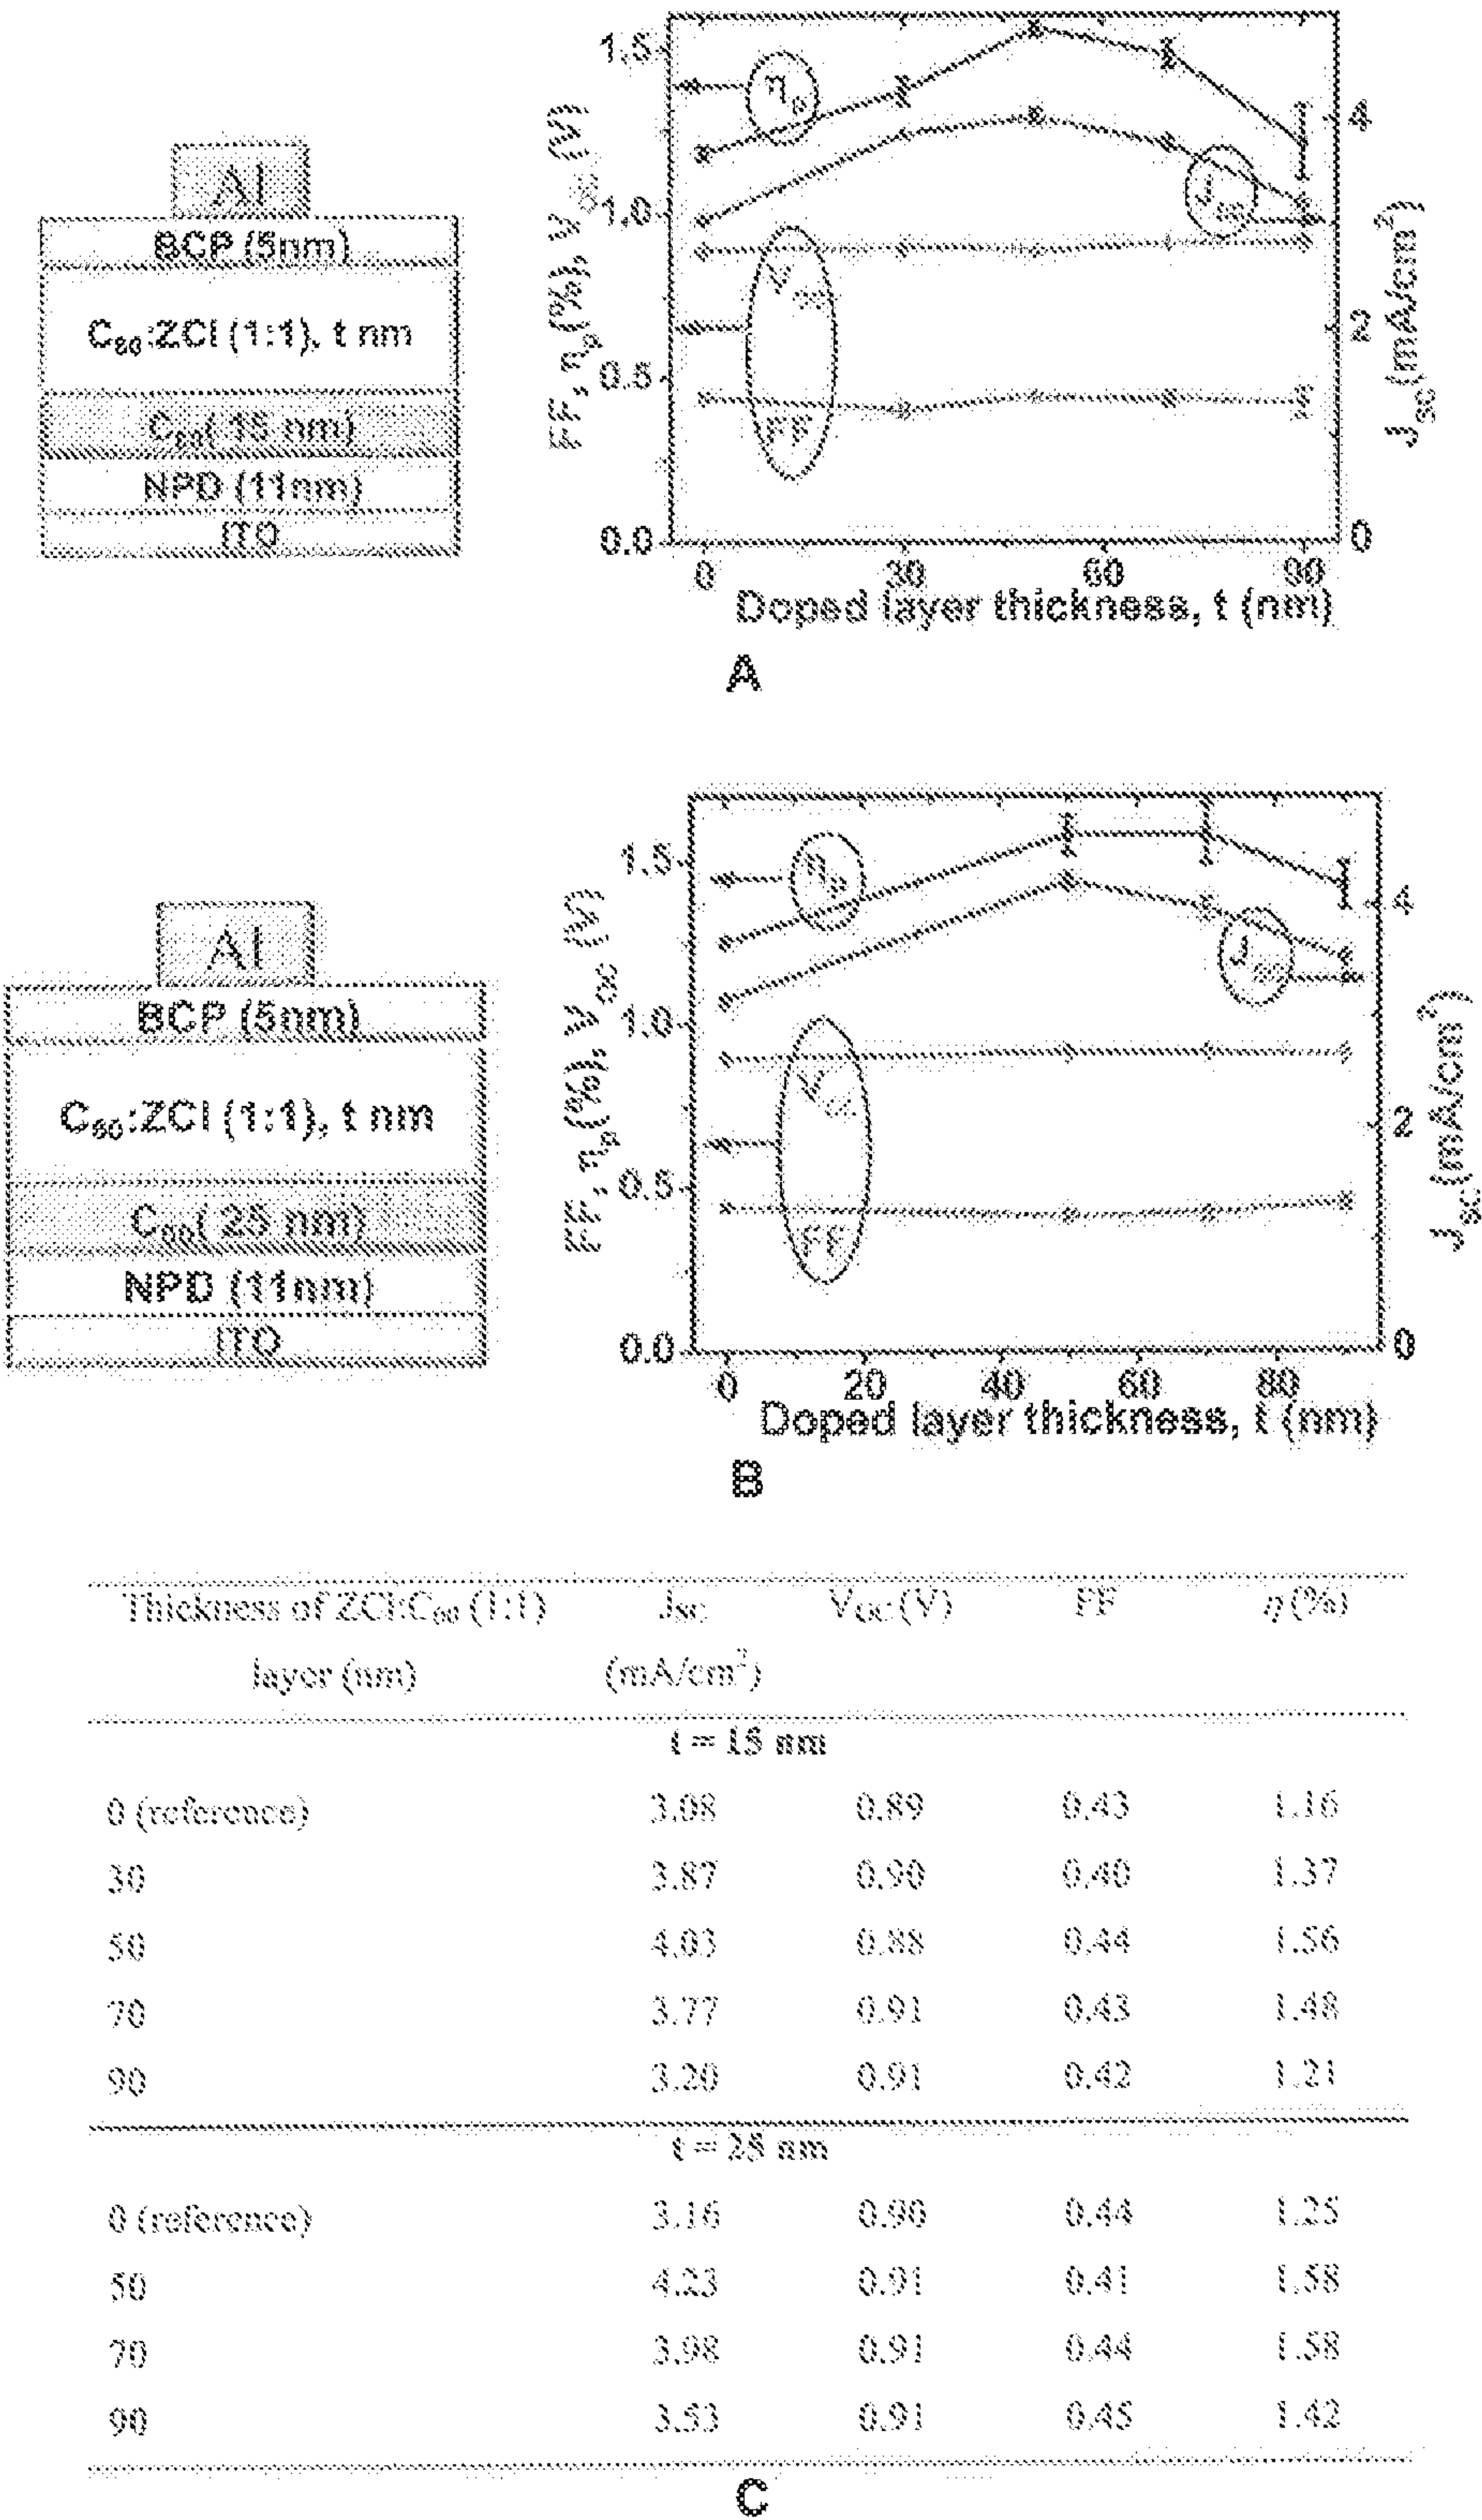 Al
BCP (5nm)
C60:ZCl (1:1), t nm
C60( 15 nm)
NPD (11nm)
ITO
FF, ηp(%), VOC (V)
1.5
1.0
0.5
0.0
ηp
VOC
FF
JSC
4
2
0
JSC(mA/cm2)
0 30 60 90
Doped layer thickness, t (nm)
A
Al
BCP (5nm)
C60:ZCl (1:1), t nm
C60( 25 nm)
NPD (11nm)
ITO
FF, ηp(%), VOC (V)
1.5
1.0
0.5
0.0
ηp
VOC
FF
JSC
4
2
0
JSC(mA/cm2)
0 20 40 60 80
Doped layer thickness, t (nm)
B
Thickness of ZCl:C60 (1:1) JSC VOC (V) FF η (%)
layer (nm) (mA/cm2)
t = 15 nm
0 (reference) 3.08 0.89 0.43 1.16
30 3.87 0.90 0.40 1.37
50 4.03 0.88 0.44 1.56
70 3.77 0.91 0.43 1.48
90 3.20 0.91 0.42 1.21
t = 25 nm
0 (reference) 3.16 0.90 0.44 1.25
50 4.23 0.91 0.41 1.58
70 3.98 0.91 0.44 1.58
90 3.53 0.91 0.45 1.42
C